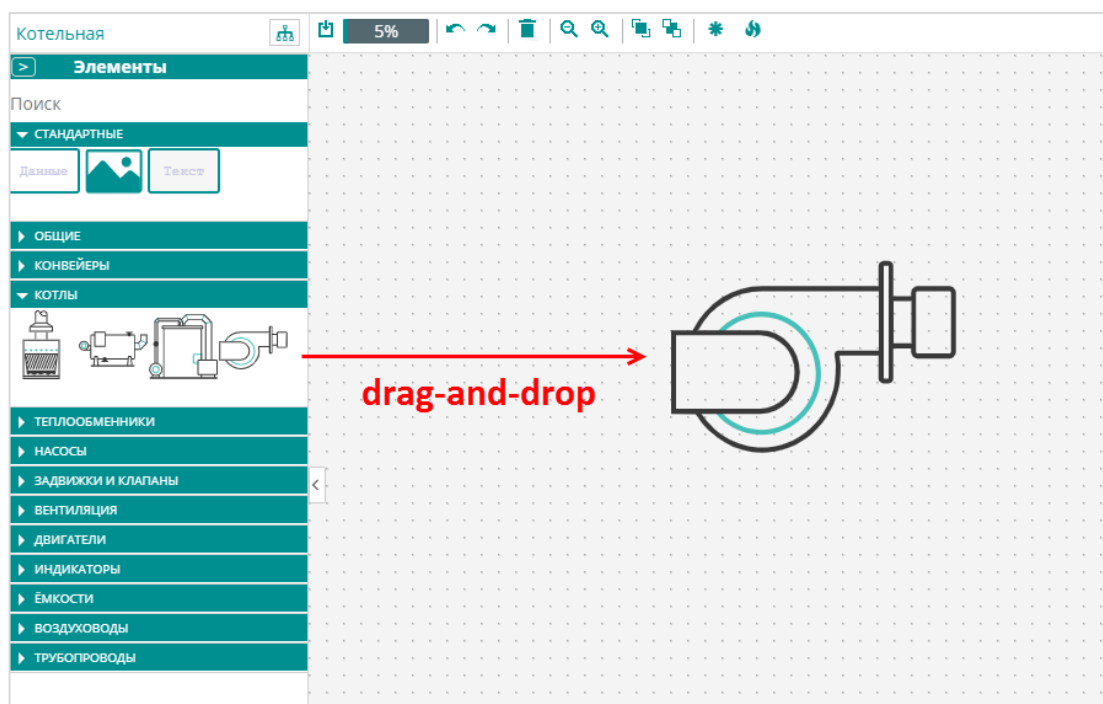 Котельная
5%
> Элементы
Поиск
СТАНДАРТНЫЕ
Данные
Текст
ОБЩИЕ
КОНВЕЙЕРЫ
КОТЛЫ
drag-and-drop
ТЕПЛООБМЕННИКИ
НАСОСЫ
ЗАДВИЖКИ И КЛАПАНЫ
ВЕНТИЛЯЦИЯ
ДВИГАТЕЛИ
ИНДИКАТОРЫ
ЁМКОСТИ
ВОЗДУХОВОДЫ
ТРУБОПРОВОДЫ